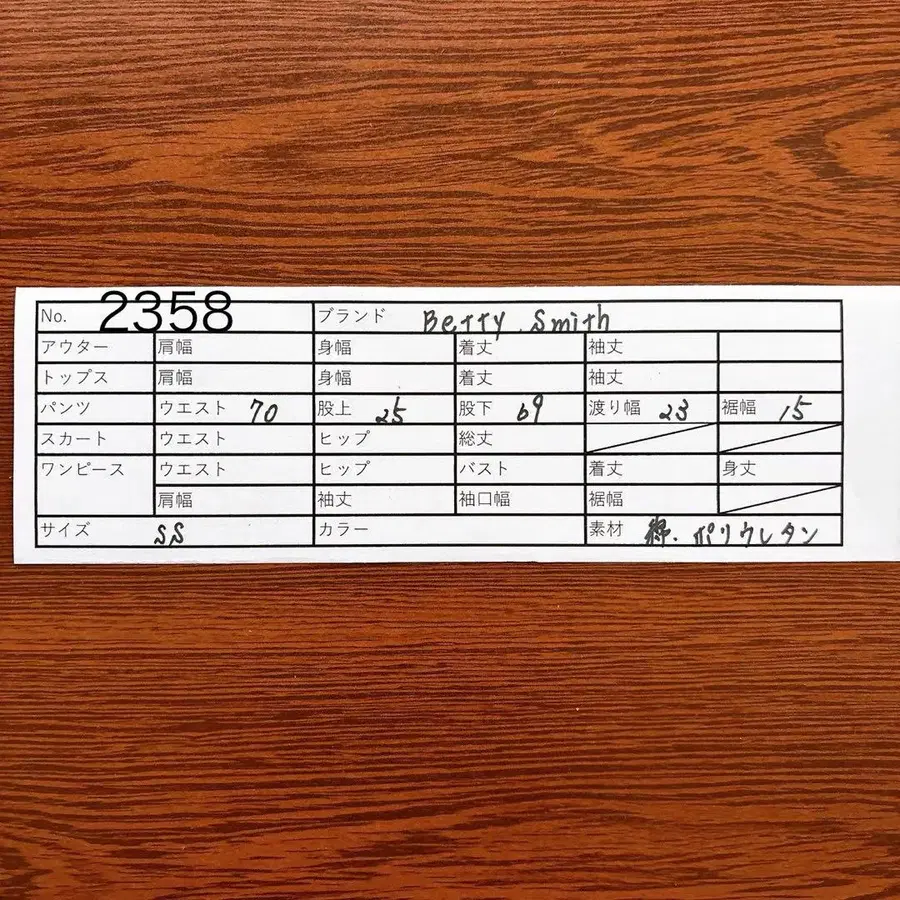 No. 2358 ブランド Betty Smith
アウター 肩幅 身幅 着丈 袖丈
トップス 肩幅 身幅 着丈 袖丈
パンツ ウエスト 70 股上 25 股下 69 渡り幅 23 裾幅 15
スカート ウエスト ヒップ 総丈
ワンピース ウエスト ヒップ バスト 着丈 身丈
肩幅 袖丈 袖口幅 裾幅
サイズ SS カラー 素材 綿.ポリウレタン